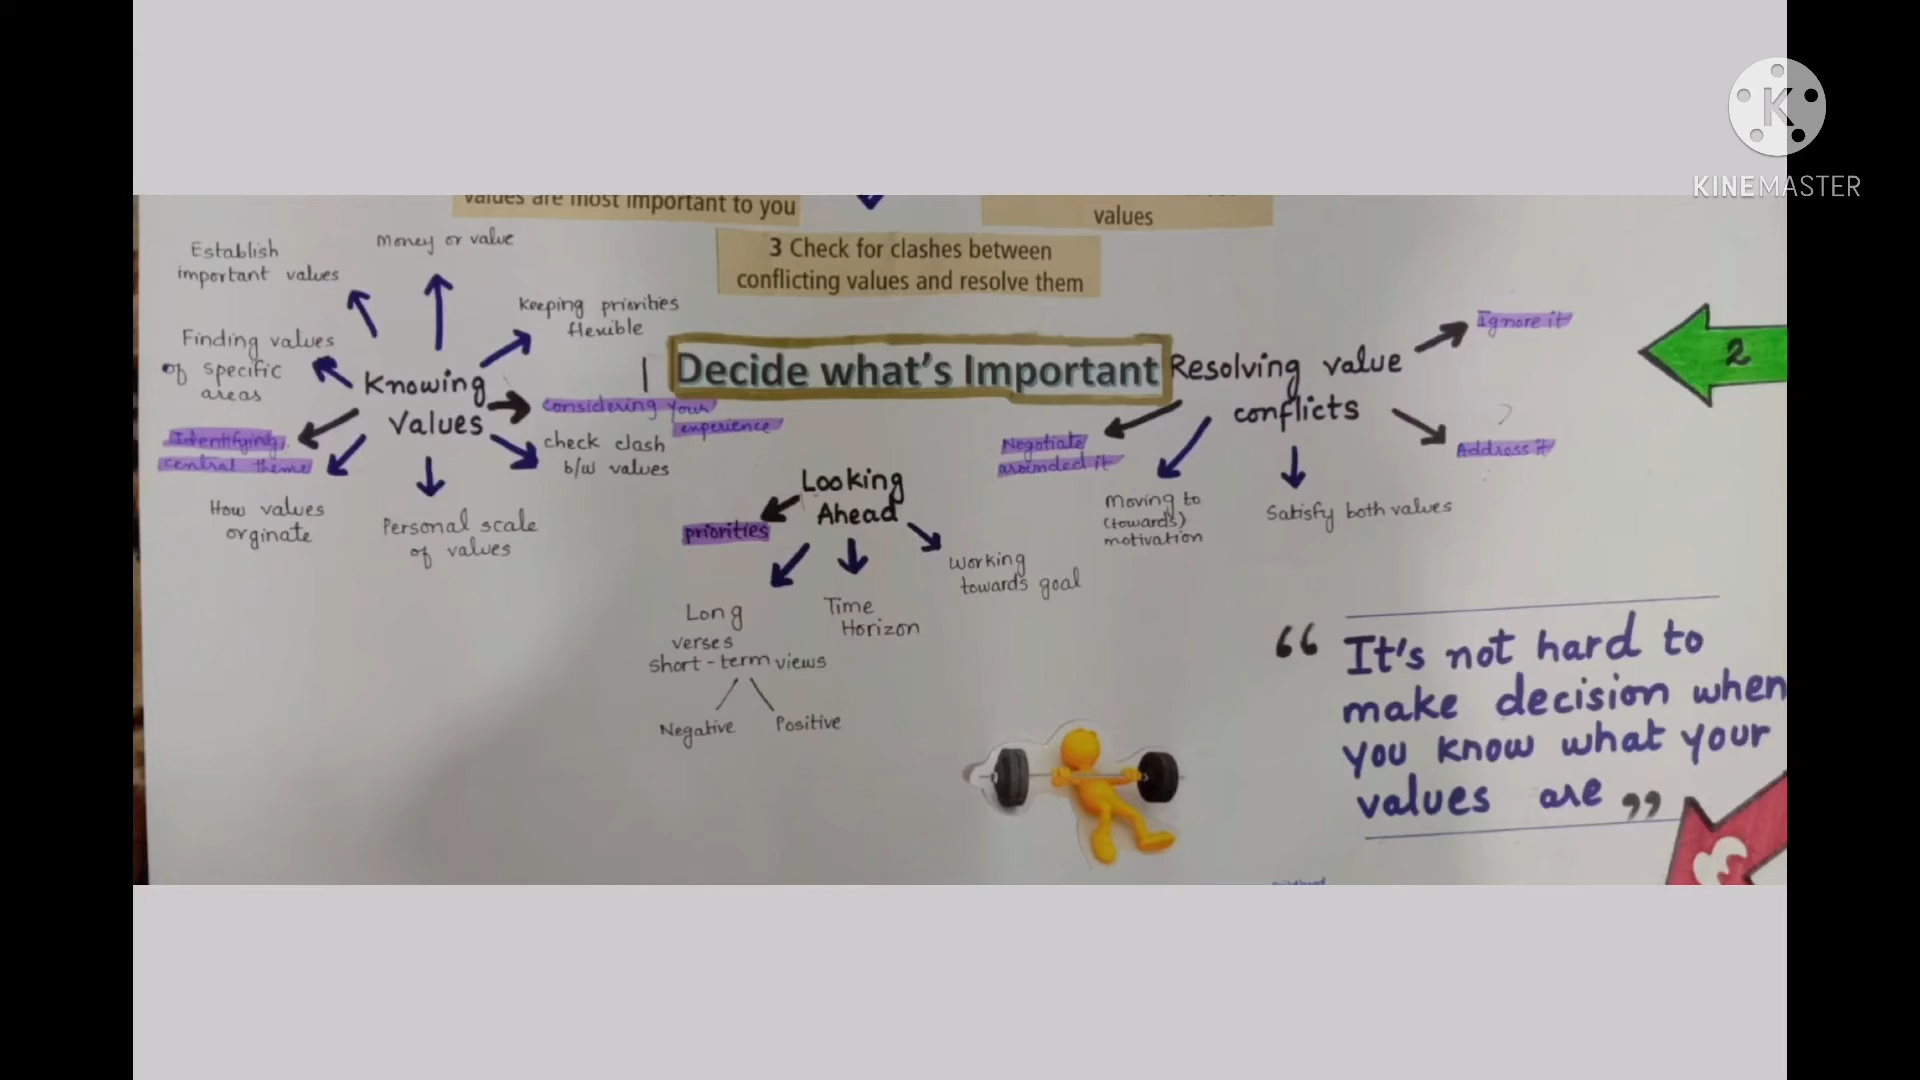 KINEMASTER
values are most important to you
values
3 Check for clashes between
conflicting values and resolve them
Establish
important values
Money or value
Keeping priorities
flexible
Finding values
of specific
areas
Knowing
Values
Considering your
experience
Identifying
central theme
check clash
b/w values
How values
orginate
Personal scale
of values
1 Decide what's Important
Resolving value
conflicts
Ignore it
Address it
Negotiate
arounded it
Moving to
(towards)
motivation
Satisfy both values
Looking
Ahead
priorities
Working
towards goal
Long
verses
short-term views
Time
Horizon
Negative
Positive
2
“ It's not hard to
make decision when
you know what your
values are ”
3